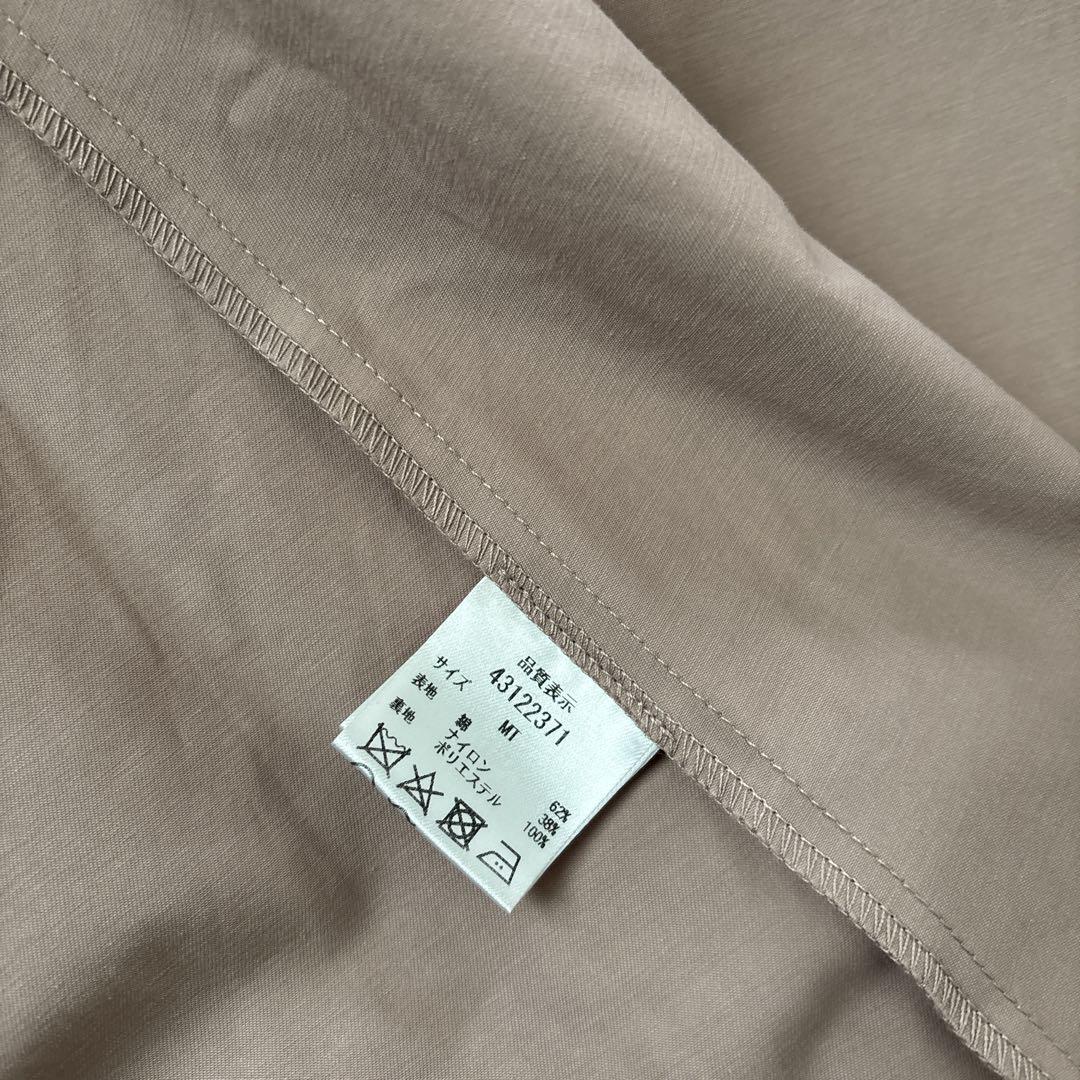 品質表示
43122371
サイズ MT
表地 綿 62%
ナイロン 38%
裏地 ポリエステル 100%